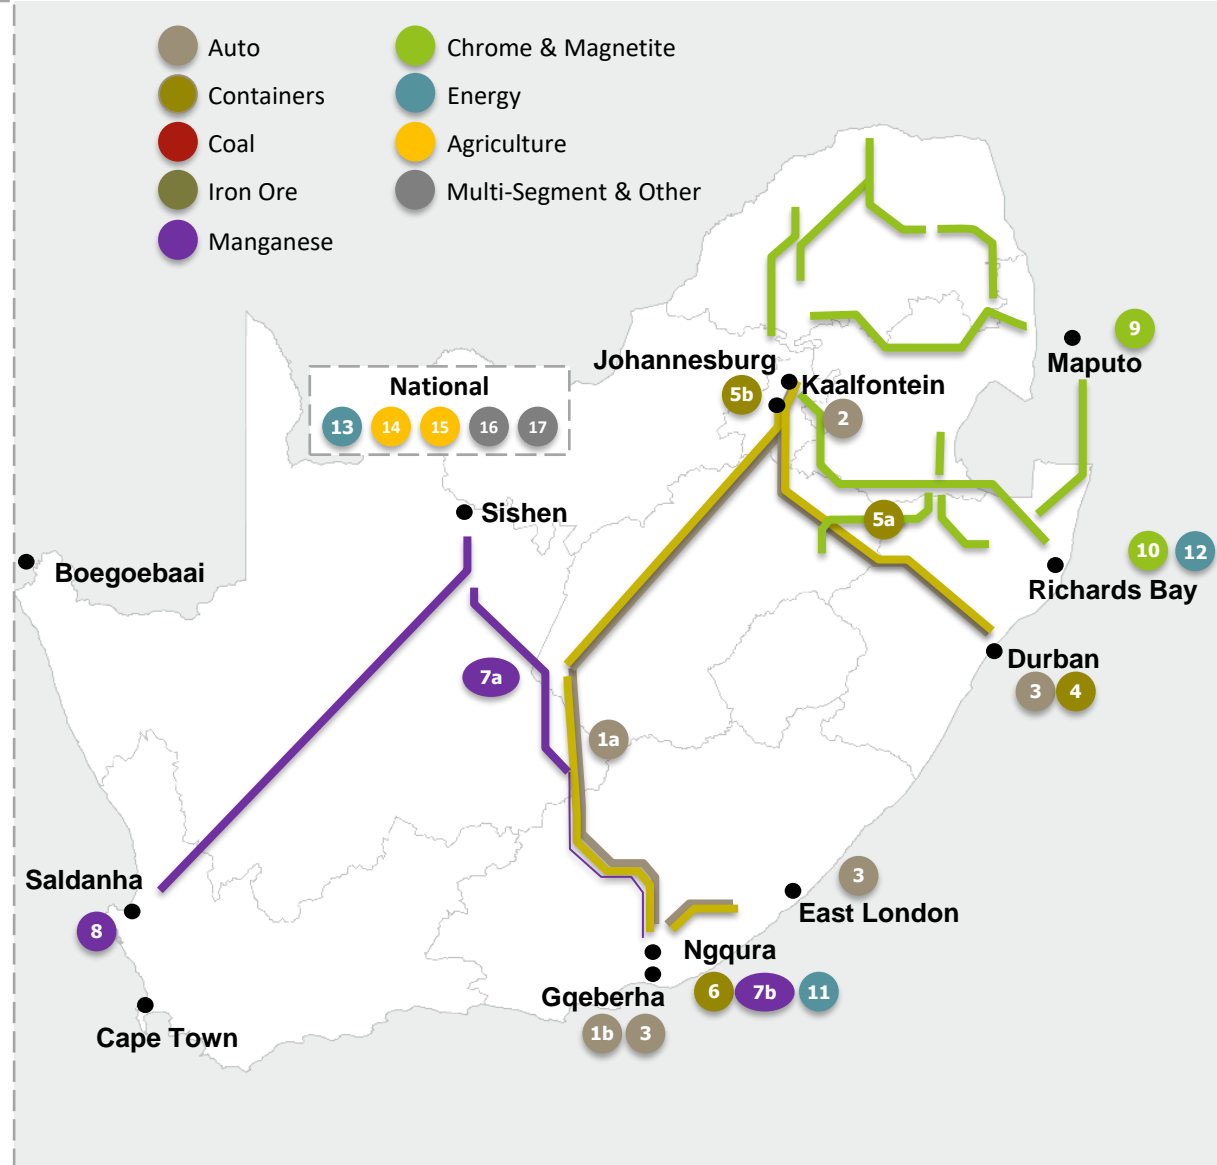 Auto
Containers
Coal
Iron Ore
Manganese
Chrome & Magnetite
Energy
Agriculture
Multi-Segment & Other
National
13 14 15 16 17
Johannesburg
5b
Kaalfontein
2
9
Maputo
Sishen
5a
Boegoebaai
10 12
Richards Bay
7a
Durban
3 4
1a
Saldanha
8
3
East London
Ngqura
6 7b 11
Gqeberha
1b 3
Cape Town